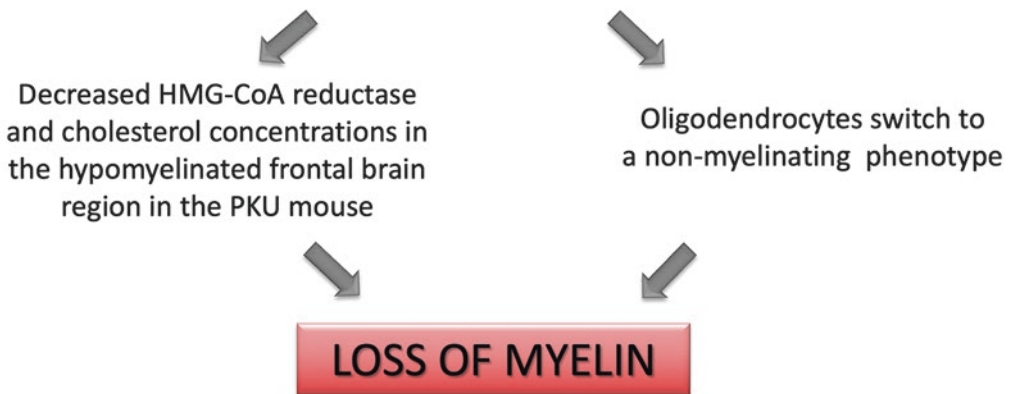 Decreased HMG-CoA reductase
and cholesterol concentrations in
the hypomyelinated frontal brain
region in the PKU mouse
Oligodendrocytes switch to
a non-myelinating phenotype
LOSS OF MYELIN